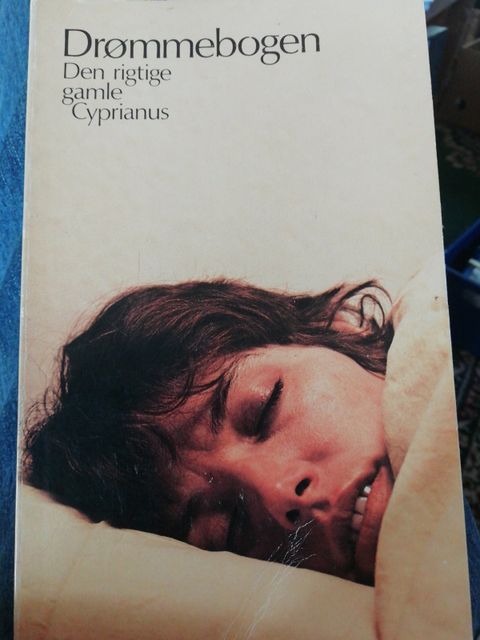 Drømmebogen
Den rigtige
gamle
Cyprianus